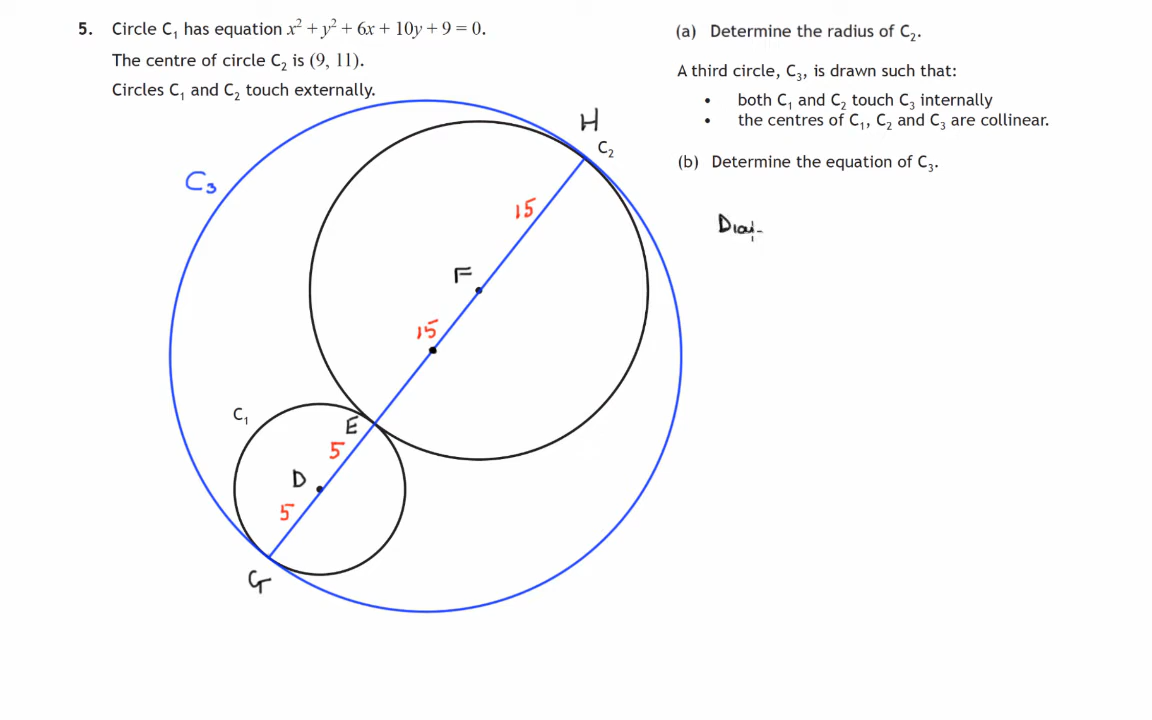 5. Circle C₁ has equation x² + y² + 6x + 10y + 9 = 0.
The centre of circle C₂ is (9, 11).
Circles C₁ and C₂ touch externally.
(a) Determine the radius of C₂.
A third circle, C₃, is drawn such that:
• both C₁ and C₂ touch C₃ internally
• the centres of C₁, C₂ and C₃ are collinear.
(b) Determine the equation of C₃.
H
C₂
C₃
15
F
15
C₁
E
5
D
5
G